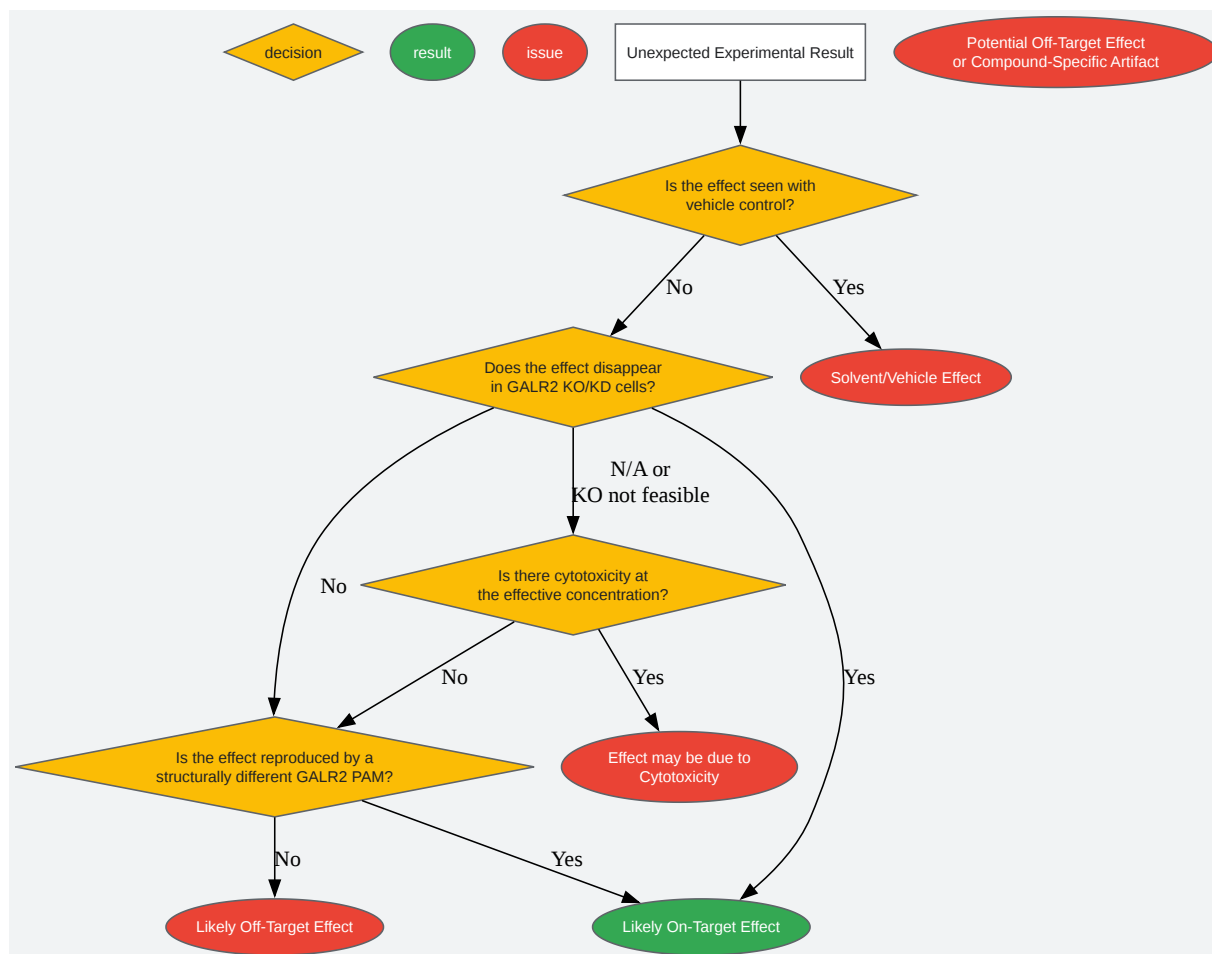 decision
result
issue
Unexpected Experimental Result
Potential Off-Target Effect
or Compound-Specific Artifact
Is the effect seen with
vehicle control?
No
Yes
Does the effect disappear
in GALR2 KO/KD cells?
Solvent/Vehicle Effect
N/A or
KO not feasible
No
Is there cytotoxicity at
the effective concentration?
No
Yes
Yes
Is the effect reproduced by a
structurally different GALR2 PAM?
Effect may be due to
Cytotoxicity
No
Yes
Likely Off-Target Effect
Likely On-Target Effect